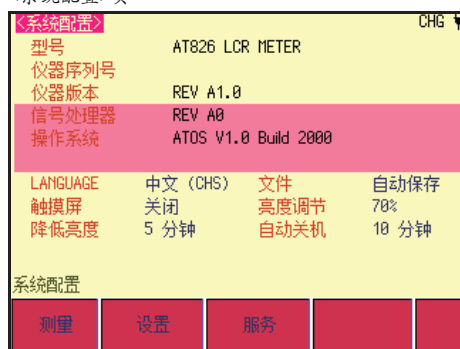 <系统配置> CHG
型号 AT826 LCR METER
仪器序列号
仪器版本 REV A1.0
信号处理器 REV A0
操作系统 ATOS V1.0 Build 2000
LANGUAGE 中文 (CHS) 文件 自动保存
触摸屏 关闭 亮度调节 70%
降低亮度 5 分钟 自动关机 10 分钟
系统配置
测量 设置 服务